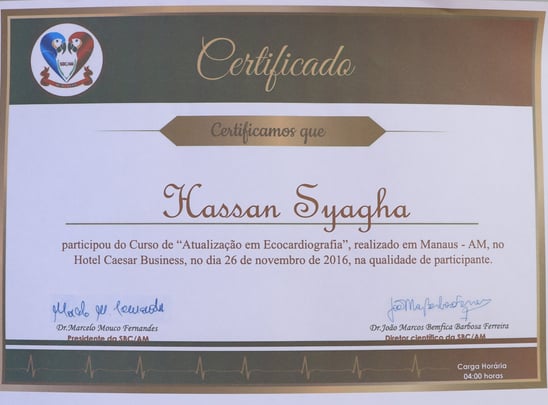 SBC/AM
Certificado
Certificamos que
Hassan Syagha
participou do Curso de “Atualização em Ecocardiografia”, realizado em Manaus - AM, no
Hotel Caesar Business, no dia 26 de novembro de 2016, na qualidade de participante.
Dr.Marcelo Mouco Fernandes
Presidente da SBC/AM
Dr.João Marcos Bemfica Barbosa Ferreira
Diretor científico da SBC/AM
Carga Horária
04:00 horas